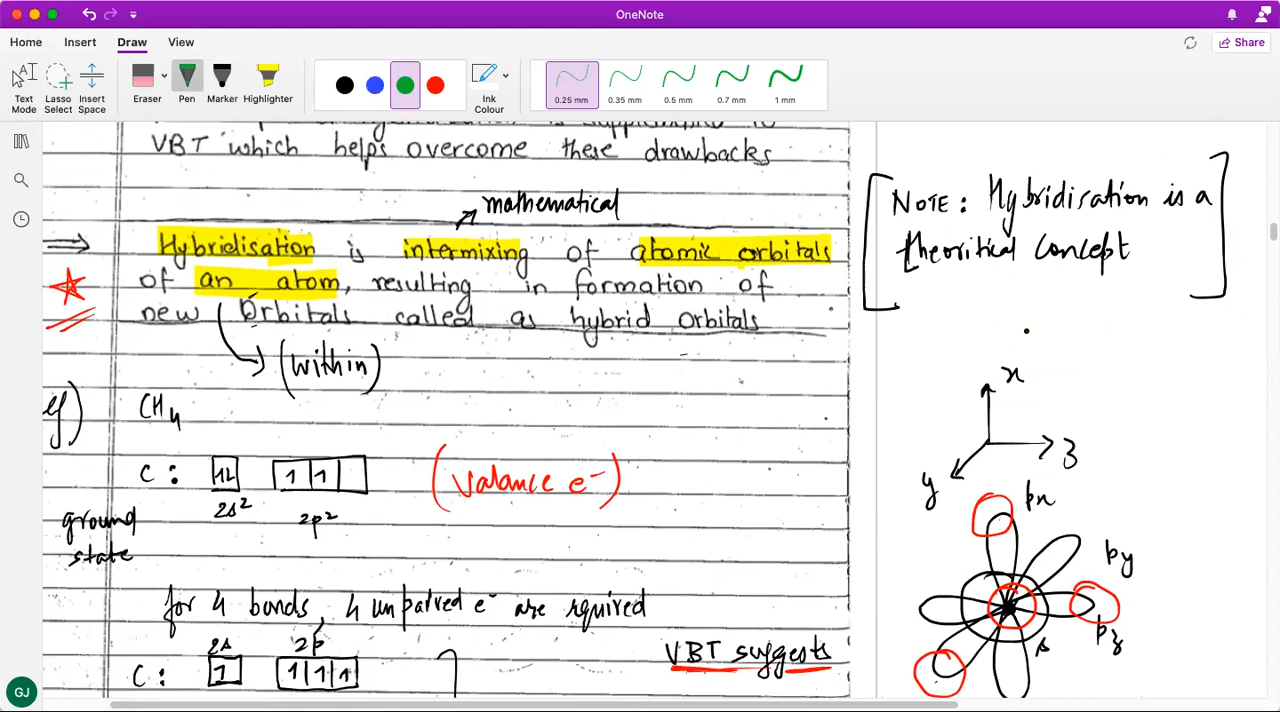 OneNote
Home Insert Draw View
Share
Text Mode
Lasso Select
Insert Space
Eraser
Pen
Marker
Highlighter
Ink Colour
0.25 mm
0.35 mm
0.5 mm
0.7 mm
1 mm
VBT which helps overcome these drawbacks
mathematical
⇒ Hybridisation is intermixing of atomic orbitals
of an atom, resulting in formation of
new Orbitals called as hybrid orbitals
(within)
eg) CH4
C: 1L 1 1 (valance e⁻)
2s² 2p²
ground
state
for 4 bonds, 4 unpaired e⁻ are required
2s 2p
C: 1 1 1 1
VBT suggests
NOTE: Hybridisation is a
theoritical concept
x
z
y
px
py
pz
s
GJ